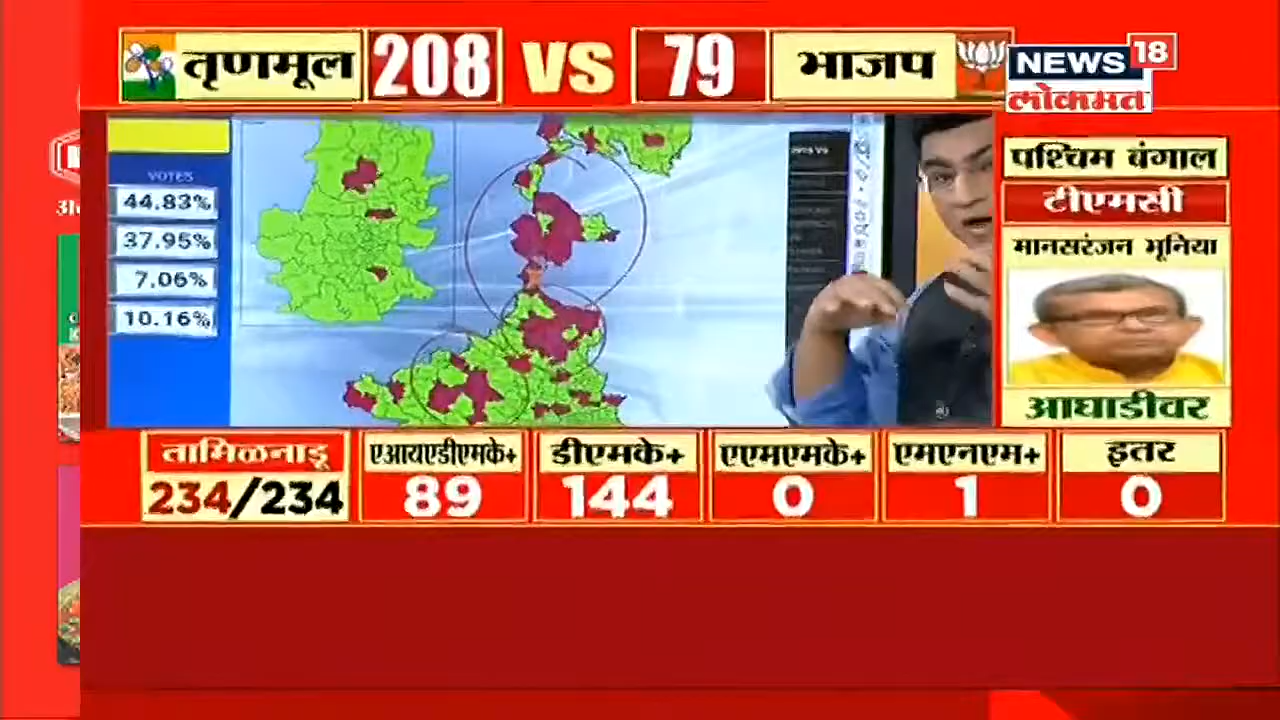 तृणमूल 208 VS 79 भाजप
NEWS 18
लोकमत
VOTES
44.83%
37.95%
7.06%
10.16%
पश्चिम बंगाल
टीएमसी
मानसरंजन भूनिया
आघाडीवर
तामिळनाडू एआयएडीएमके+ डीएमके+ एएमएमके+ एमएनएम+ इतर
234/234 89 144 0 1 0